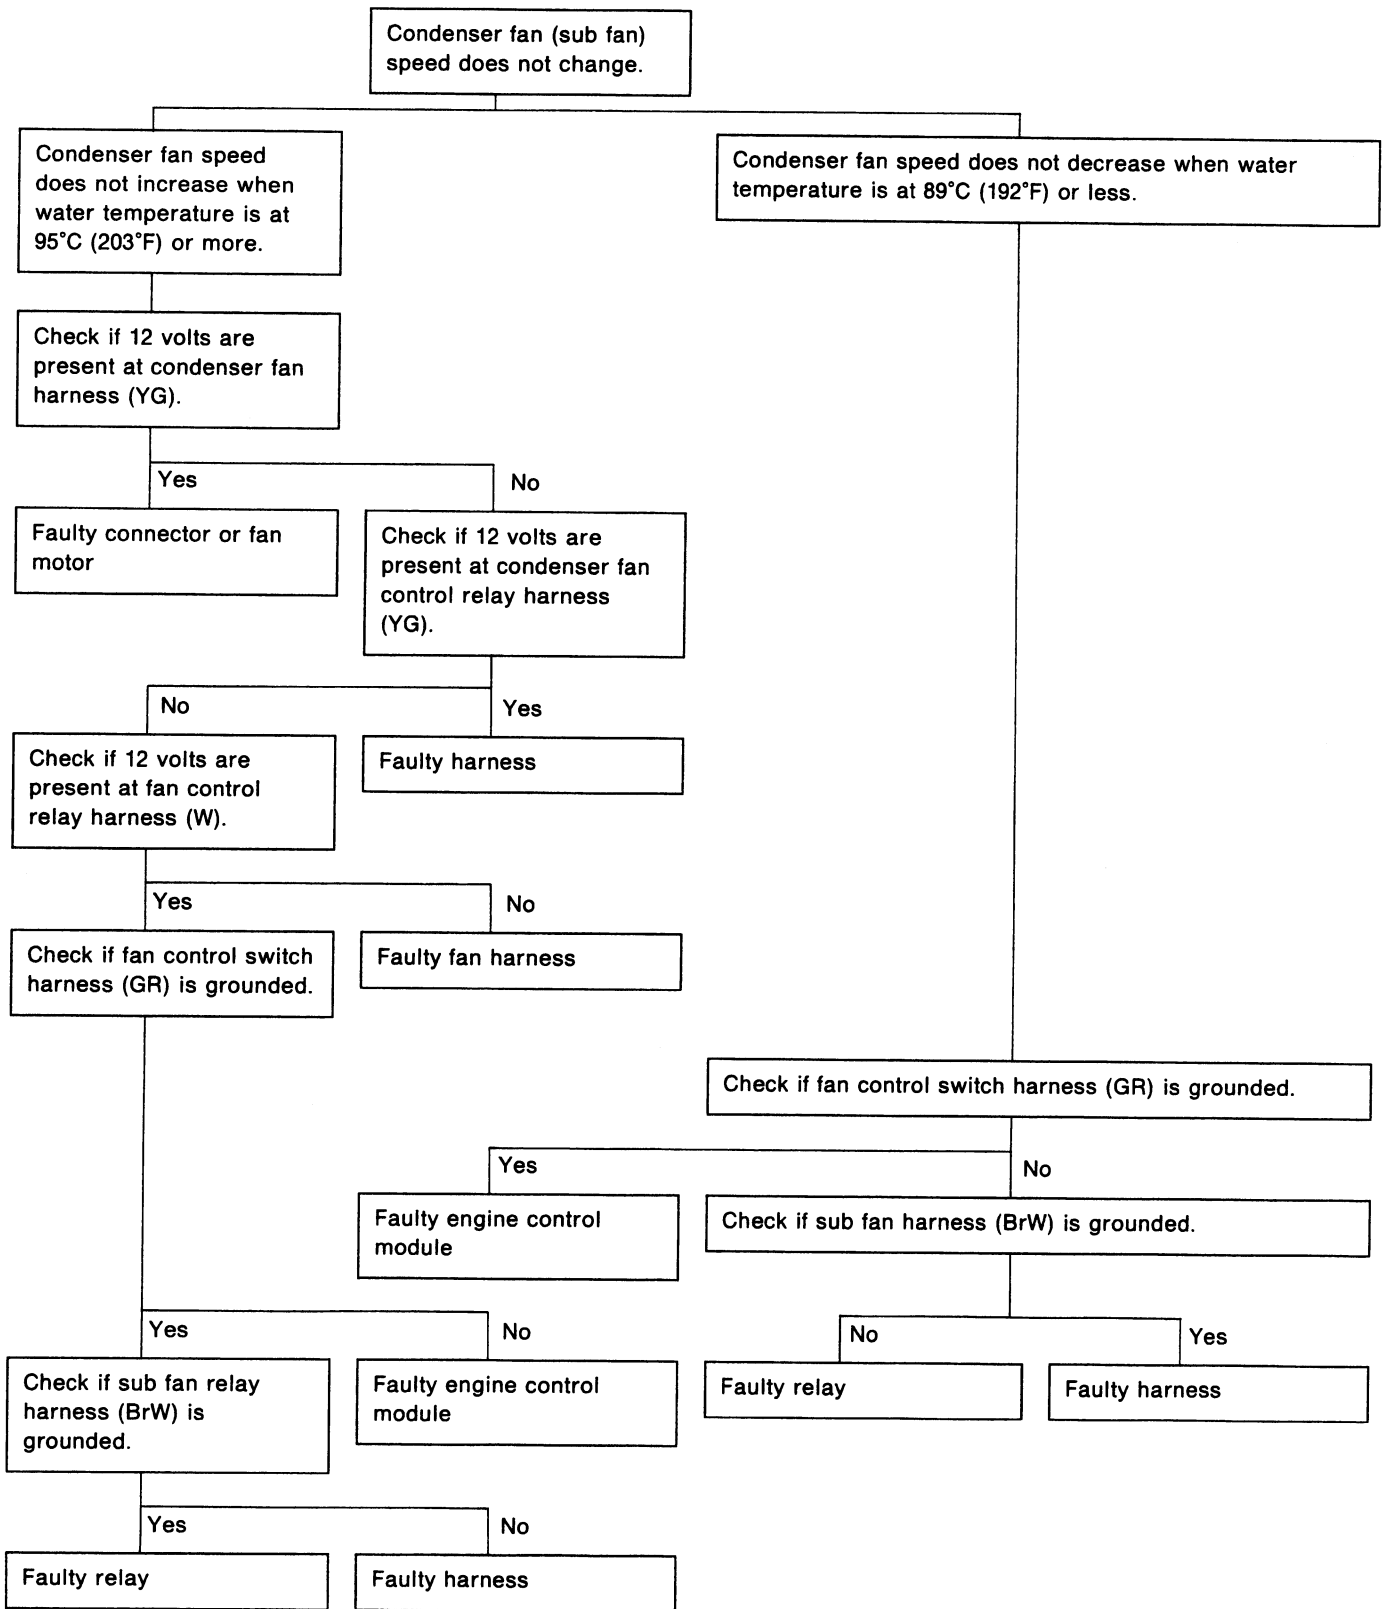 Condenser fan (sub fan)
speed does not change.
Condenser fan speed
does not increase when
water temperature is at
95°C (203°F) or more.
Condenser fan speed does not decrease when water
temperature is at 89°C (192°F) or less.
Check if 12 volts are
present at condenser fan
harness (YG).
Yes
No
Faulty connector or fan
motor
Check if 12 volts are
present at condenser fan
control relay harness
(YG).
No
Yes
Check if 12 volts are
present at fan control
relay harness (W).
Faulty harness
Yes
No
Check if fan control switch
harness (GR) is grounded.
Faulty fan harness
Check if fan control switch harness (GR) is grounded.
Yes
No
Faulty engine control
module
Check if sub fan harness (BrW) is grounded.
Yes
No
No
Yes
Check if sub fan relay
harness (BrW) is
grounded.
Faulty engine control
module
Faulty relay
Faulty harness
Yes
No
Faulty relay
Faulty harness